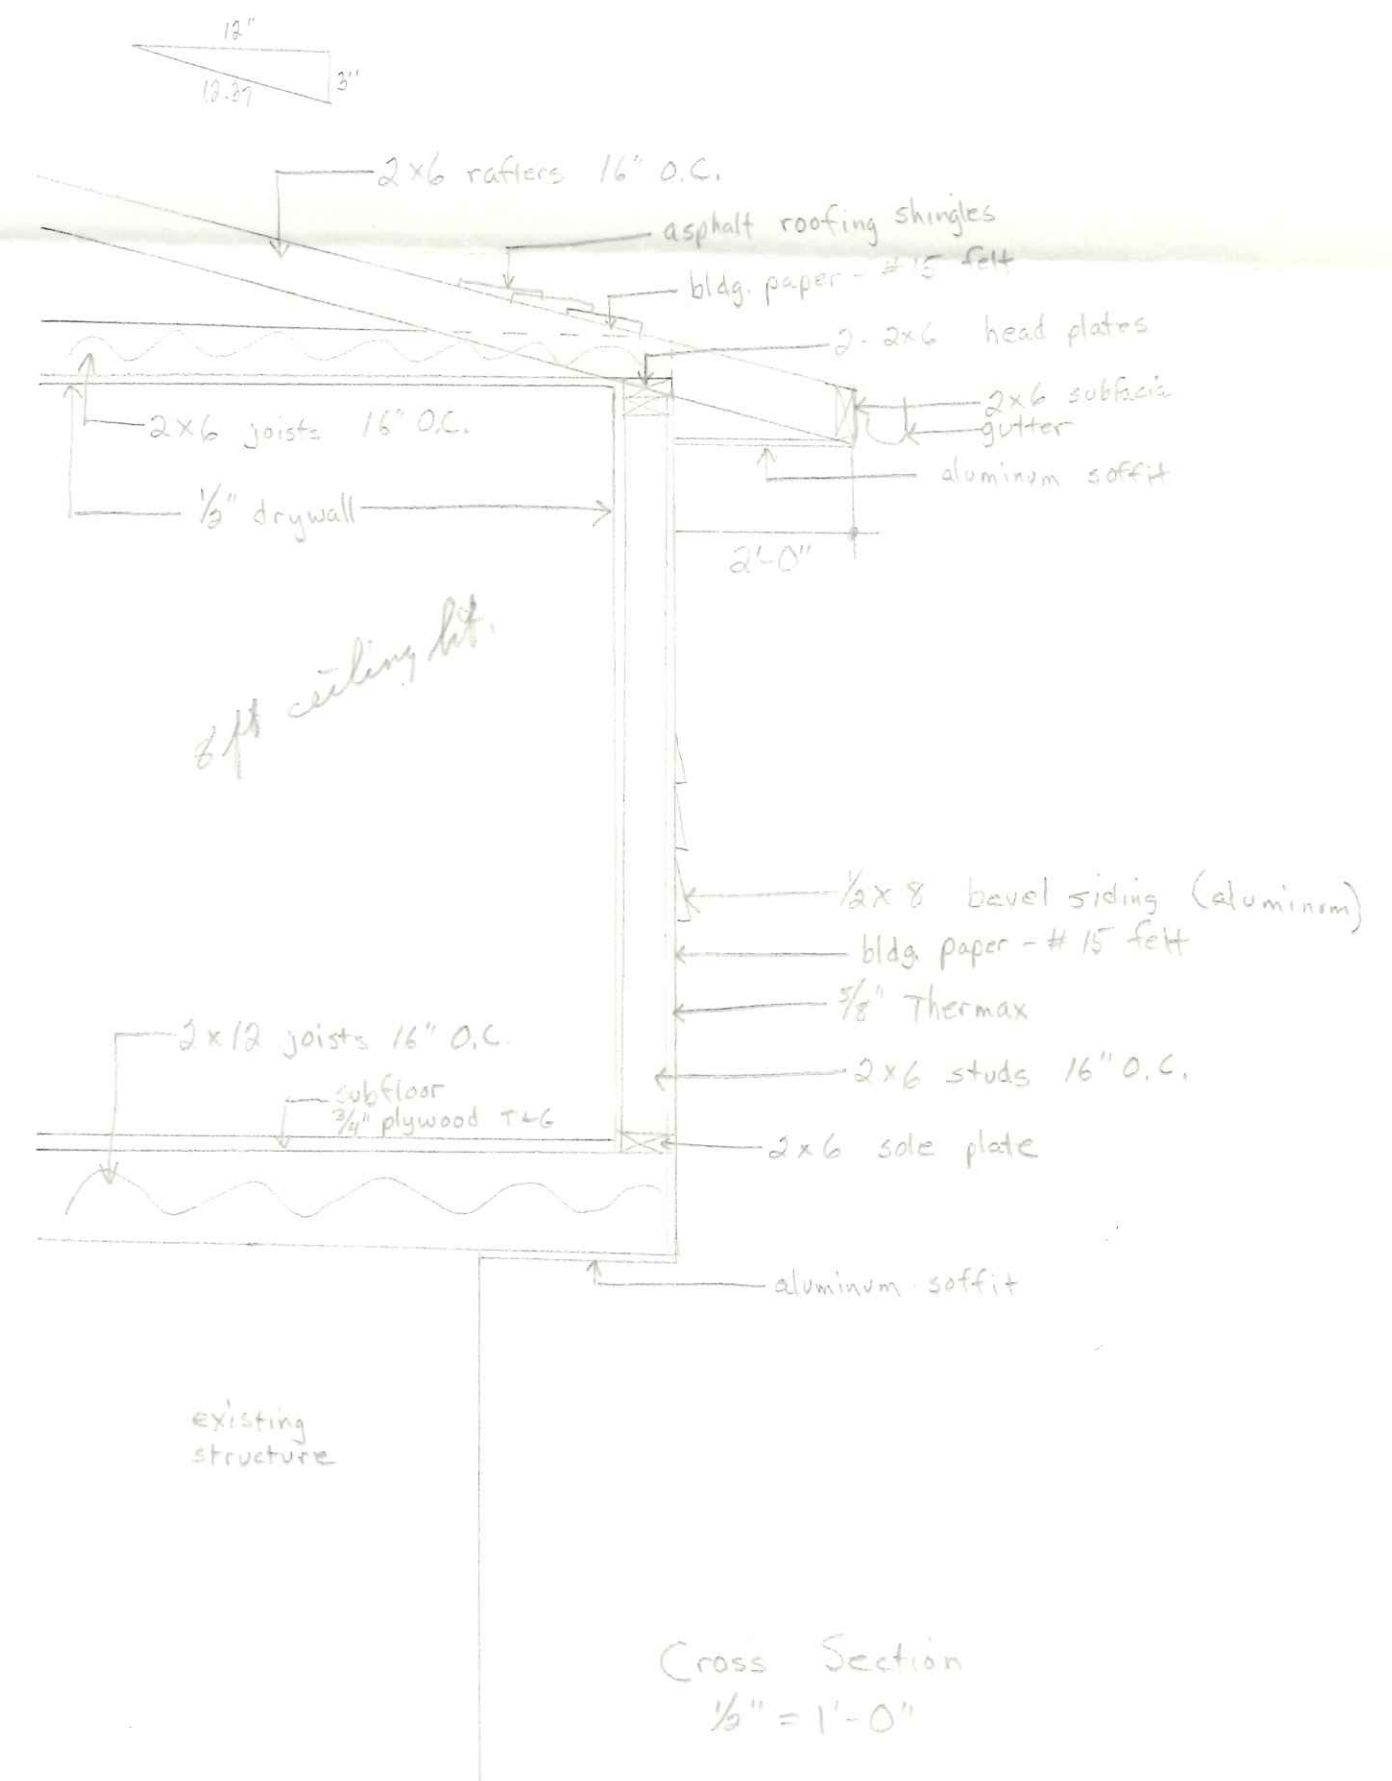 12"
3"
12.37
2x6 rafters 16" O.C.
asphalt roofing shingles
bldg. paper - #15 felt
2- 2x6 head plates
2x6 subfacia
gutter
2x6 joists 16" O.C.
aluminum soffit
1/2" drywall
2'-0"
8 ft ceiling ht.
1/2 x 8 bevel siding (aluminum)
bldg. paper - #15 felt
5/8" Thermax
2x12 joists 16" O.C.
2x6 studs 16" O.C.
subfloor
3/4" plywood T&G
2x6 sole plate
aluminum soffit
existing
structure
Cross Section
1/2" = 1'-0"